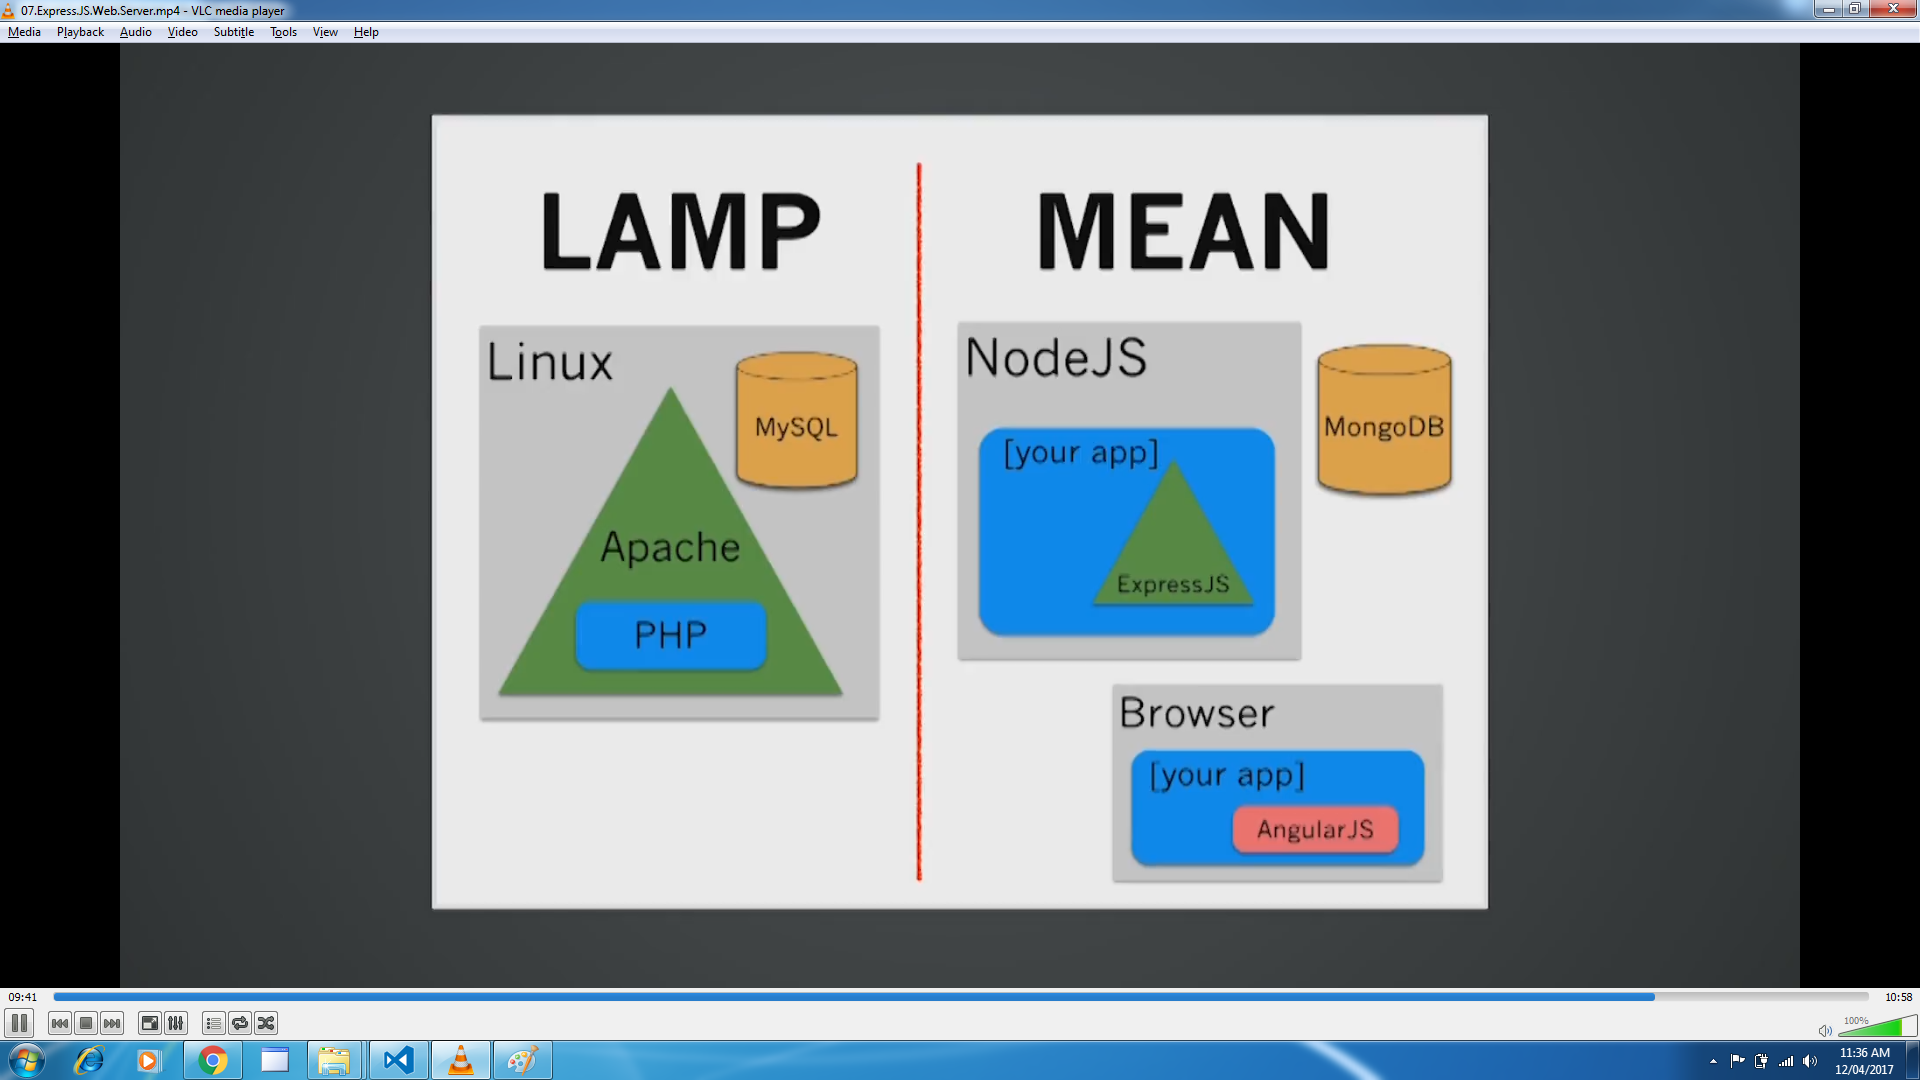 07.Express.JS.Web.Server.mp4 - VLC media player
Media Playback Audio Video Subtitle Tools View Help
LAMP
Linux
MySQL
Apache
PHP
MEAN
NodeJS
[your app]
ExpressJS
MongoDB
Browser
[your app]
AngularJS
09:41
10:58
100%
11:36 AM
12/04/2017